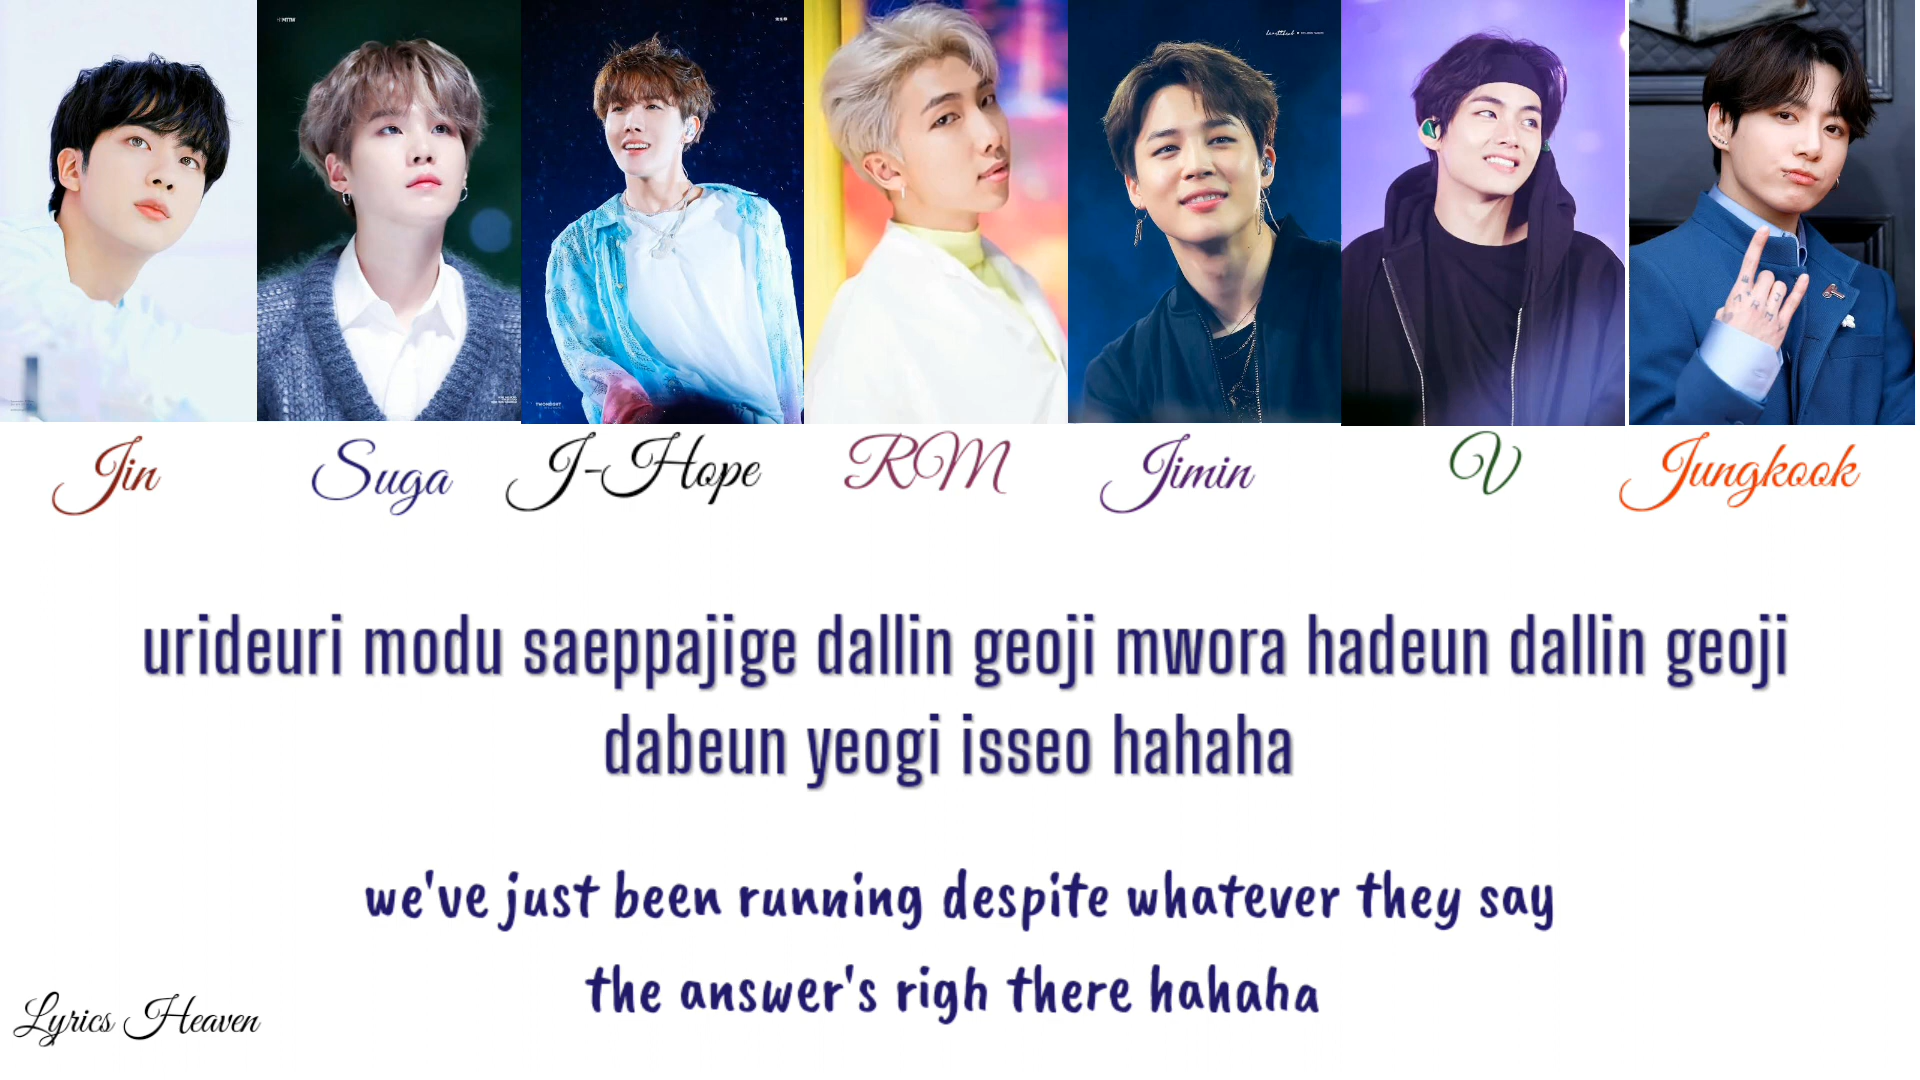 Jin Suga J-Hope RM Jimin V Jungkook
urideuri modu saeppajige dallin geoji mwora hadeun dallin geoji
dabeun yeogi isseo hahaha
we've just been running despite whatever they say
the answer's righ there hahaha
Lyrics Heaven